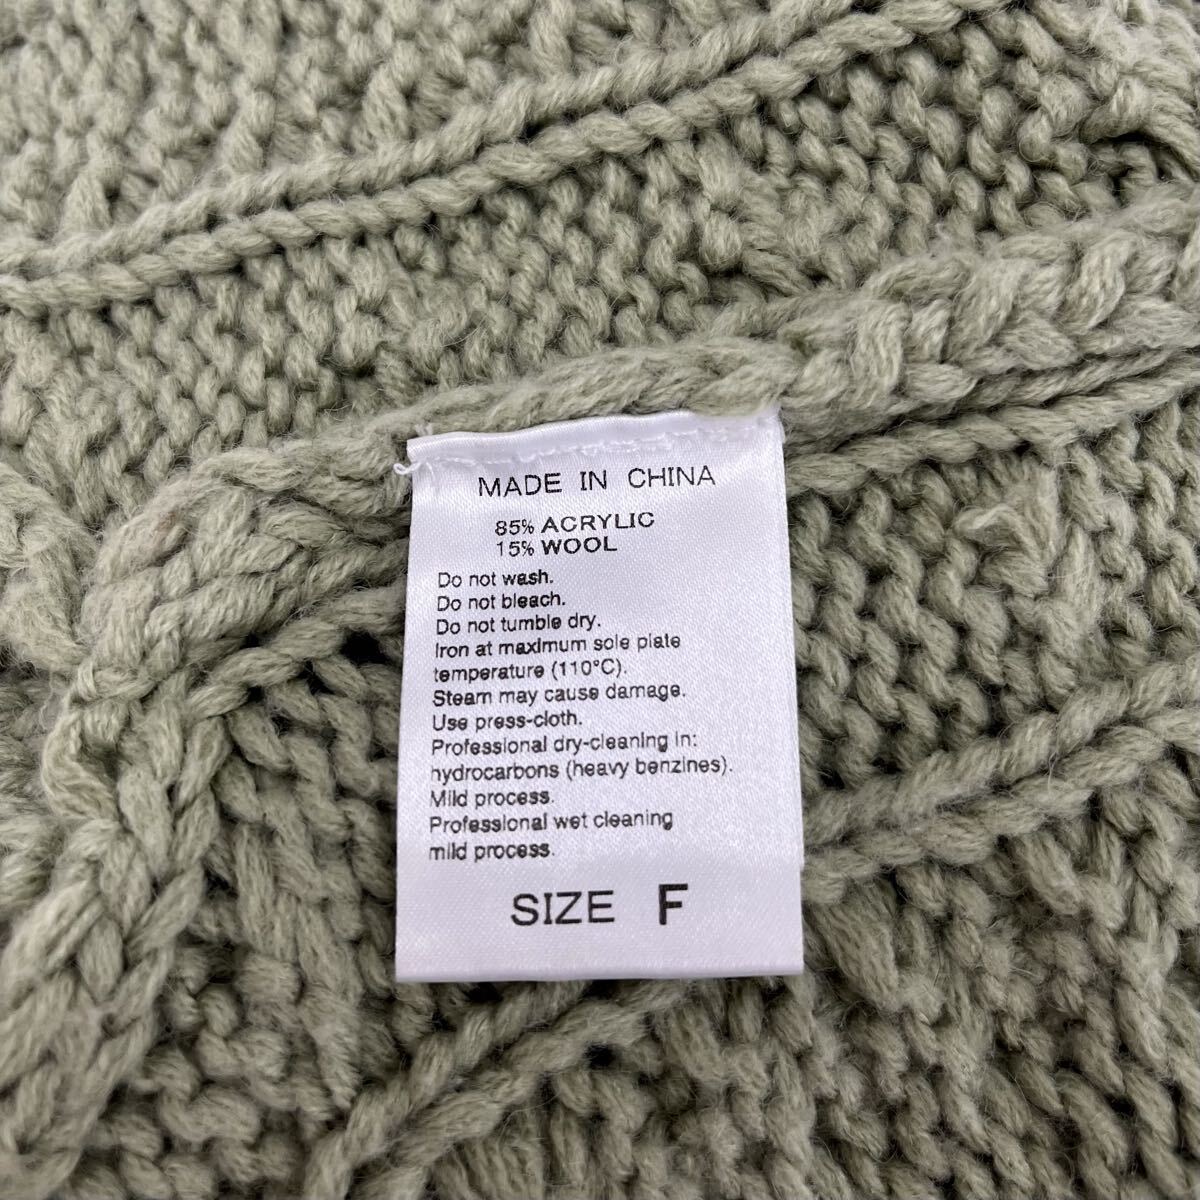 MADE IN CHINA
85% ACRYLIC
15% WOOL
Do not wash.
Do not bleach.
Do not tumble dry.
Iron at maximum sole plate
temperature (110°C).
Steam may cause damage.
Use press-cloth.
Professional dry-cleaning in:
hydrocarbons (heavy benzines).
Mild process.
Professional wet cleaning
mild process.
SIZE F